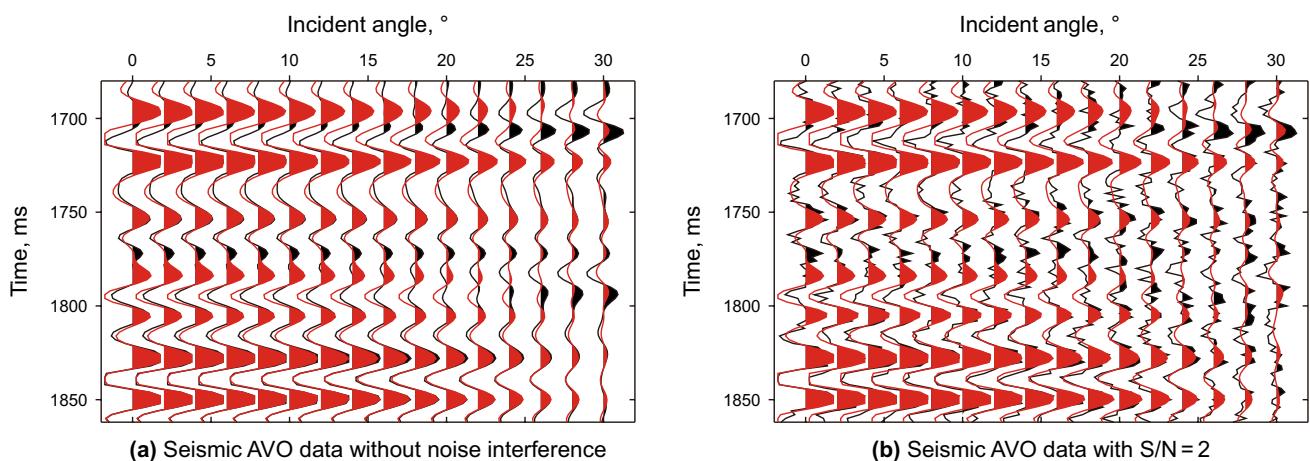 Incident angle, °
0 5 10 15 20 25 30
Time, ms
1700
1750
1800
1850
(a) Seismic AVO data without noise interference
Incident angle, °
0 5 10 15 20 25 30
Time, ms
1700
1750
1800
1850
(b) Seismic AVO data with S/N = 2